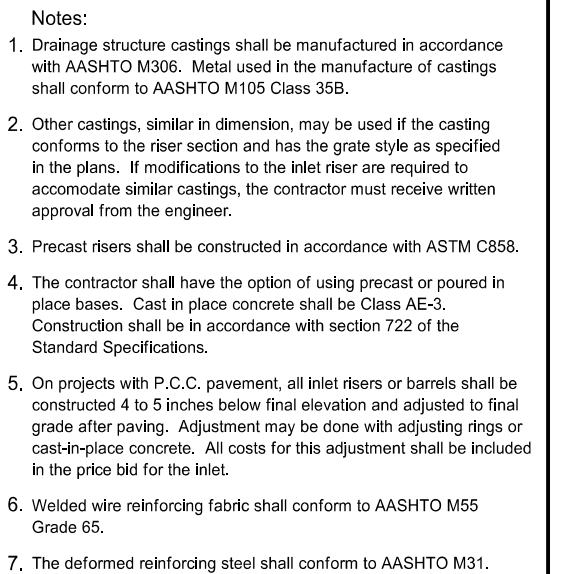 Notes:
1. Drainage structure castings shall be manufactured in accordance
with AASHTO M306.  Metal used in the manufacture of castings
shall conform to AASHTO M105 Class 35B.
2. Other castings, similar in dimension, may be used if the casting
conforms to the riser section and has the grate style as specified
in the plans.  If modifications to the inlet riser are required to
accomodate similar castings, the contractor must receive written
approval from the engineer.
3. Precast risers shall be constructed in accordance with ASTM C858.
4. The contractor shall have the option of using precast or poured in
place bases.  Cast in place concrete shall be Class AE-3.
Construction shall be in accordance with section 722 of the
Standard Specifications.
5. On projects with P.C.C. pavement, all inlet risers or barrels shall be
constructed 4 to 5 inches below final elevation and adjusted to final
grade after paving.  Adjustment may be done with adjusting rings or
cast-in-place concrete.  All costs for this adjustment shall be included
in the price bid for the inlet.
6. Welded wire reinforcing fabric shall conform to AASHTO M55
Grade 65.
7. The deformed reinforcing steel shall conform to AASHTO M31.